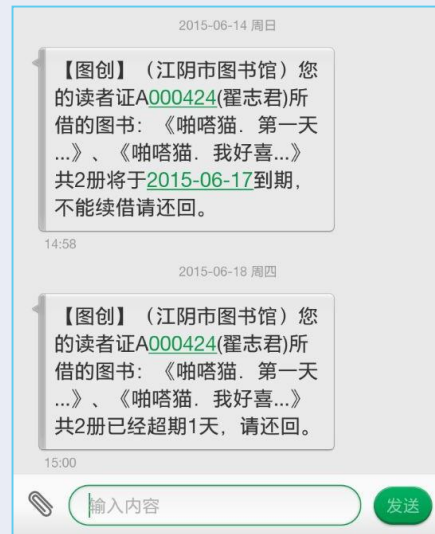 2015-06-14 周日
【图创】（江阴市图书馆）您
的读者证A000424(翟志君)所
借的图书：《啪嗒猫．第一天
...》、《啪嗒猫．我好喜...》
共2册将于2015-06-17到期，
不能续借请还回。
14:58
2015-06-18 周四
【图创】（江阴市图书馆）您
的读者证A000424(翟志君)所
借的图书：《啪嗒猫．第一天
...》、《啪嗒猫．我好喜...》
共2册已经超期1天，请还回。
15:00
输入内容
发送